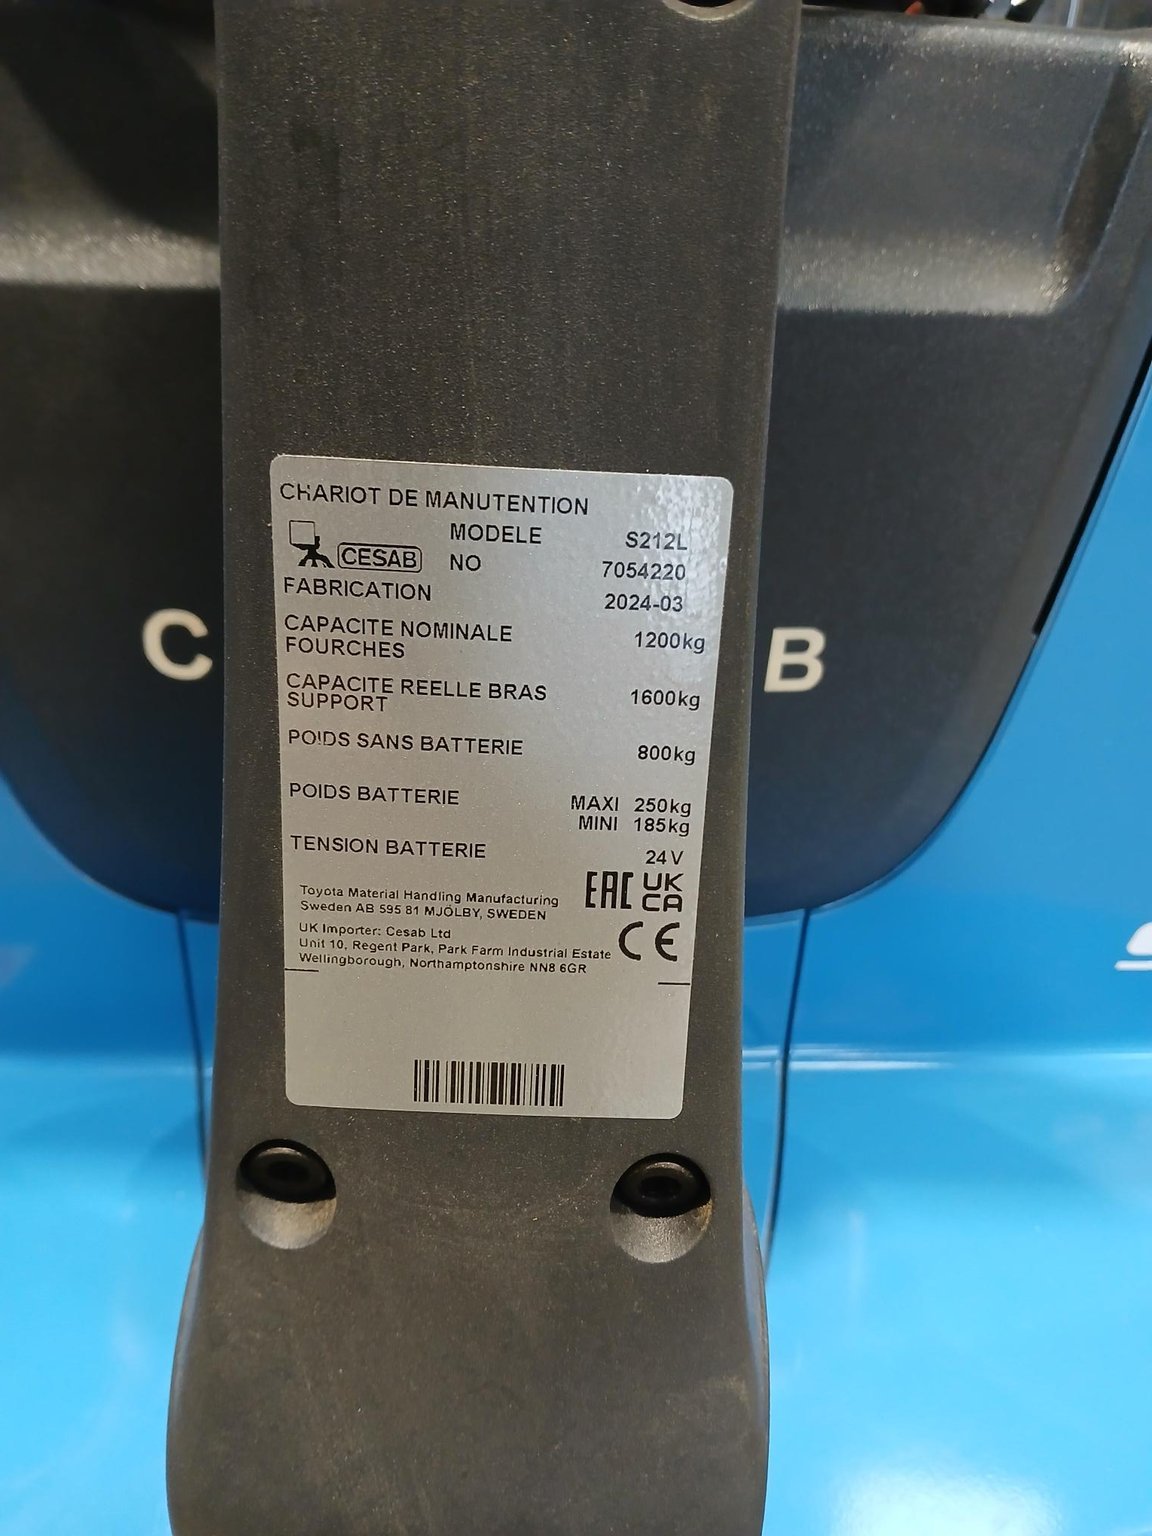 CHARIOT DE MANUTENTION
CESAB
MODELE S212L
NO 7054220
FABRICATION 2024-03
CAPACITE NOMINALE 1200kg
FOURCHES
CAPACITE REELLE BRAS 1600kg
SUPPORT
POIDS SANS BATTERIE 800kg
POIDS BATTERIE MAXI 250kg
MINI 185kg
TENSION BATTERIE 24V
EAC UK
CA
Toyota Material Handling Manufacturing
Sweden AB 595 81 MJÖLBY, SWEDEN
UK Importer: Cesab Ltd
Unit 10, Regent Park, Park Farm Industrial Estate
Wellingborough, Northamptonshire NN8 6GR
CE
C B